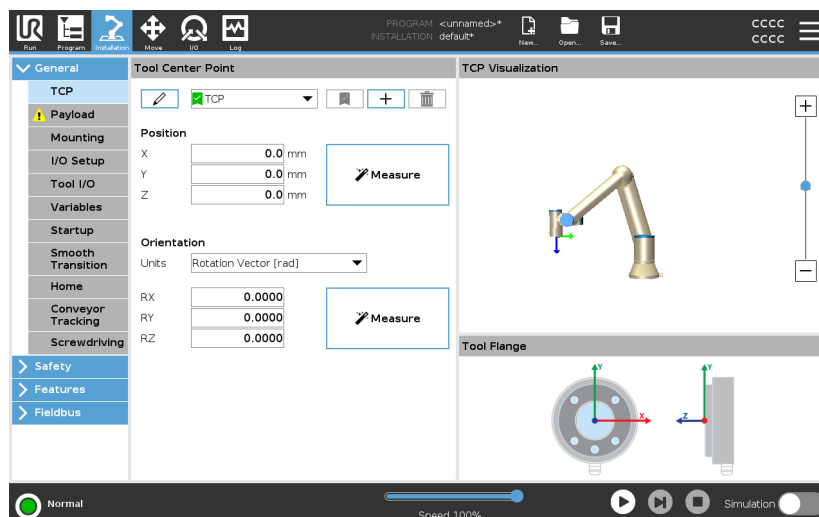 UR
Run
Program
Installation
Move
I/O
Log
PROGRAM <unnamed>*
INSTALLATION default*
New...
Open...
Save...
CCCC
CCCC
General
TCP
Payload
Mounting
I/O Setup
Tool I/O
Variables
Startup
Smooth
Transition
Home
Conveyor
Tracking
Screwdriving
Safety
Features
Fieldbus
Tool Center Point
TCP
Position
X 0.0 mm
Y 0.0 mm
Z 0.0 mm
Measure
Orientation
Units Rotation Vector [rad]
RX 0.0000
RY 0.0000
RZ 0.0000
Measure
TCP Visualization
Tool Flange
Y
X
Y
Z
Normal
Speed 100%
Simulation